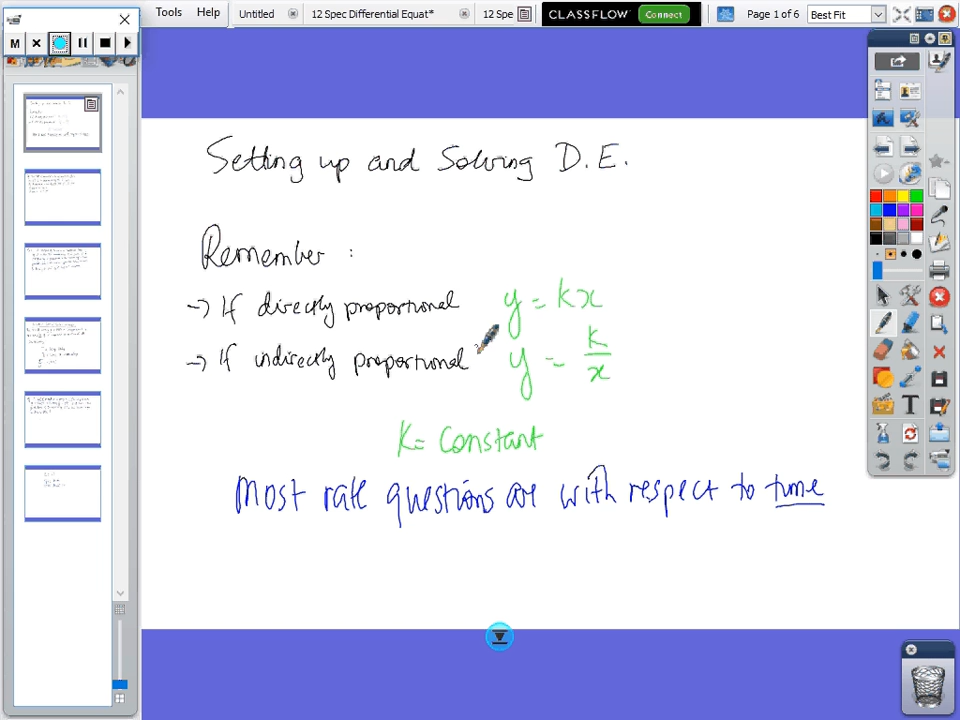 Tools Help Untitled 12 Spec Differential Equat* 12 Spe CLASSFLOW Connect Page 1 of 6 Best Fit
M
Setting up and Solving D.E.
Remember :
→ If directly proportional y = kx
→ If indirectly proportional y = k/x
K = Constant
Most rate questions are with respect to time
T